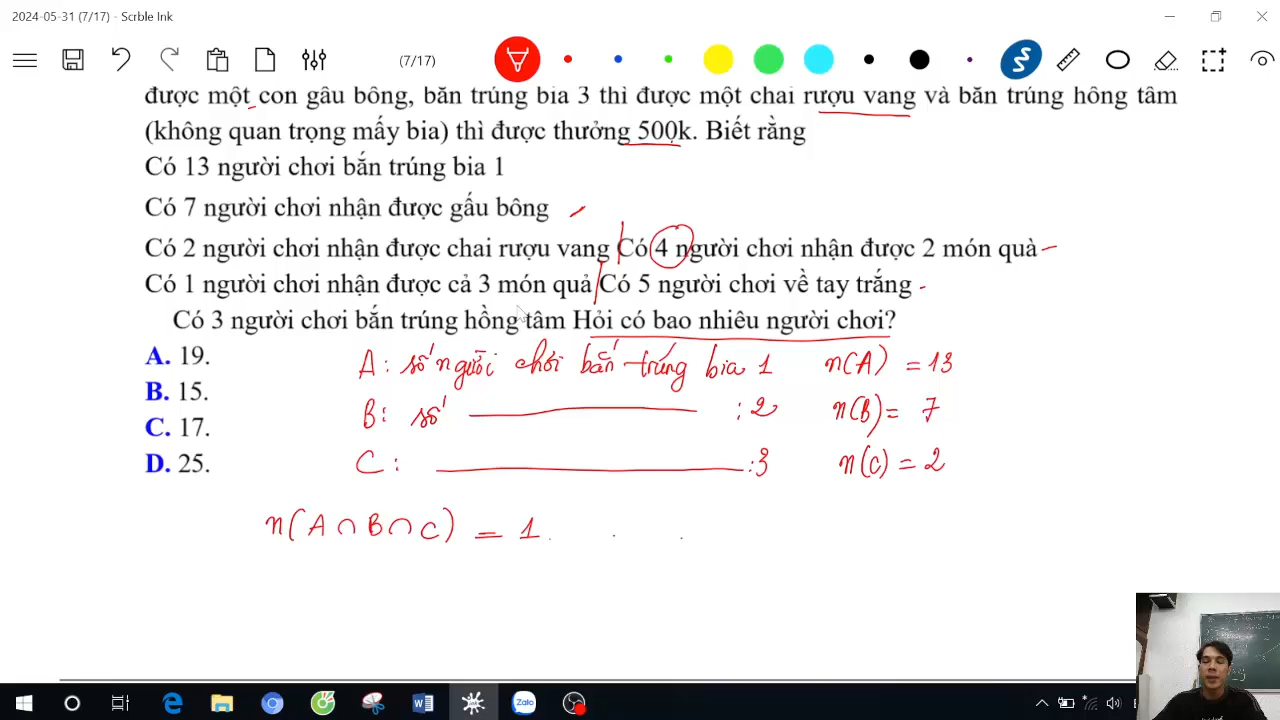 2024-05-31 (7/17) - Scrble Ink
(7/17)
được một con gấu bông, bắn trúng bia 3 thì được một chai rượu vang và bắn trúng hồng tâm
(không quan trọng mấy bia) thì được thưởng 500k. Biết rằng
Có 13 người chơi bắn trúng bia 1
Có 7 người chơi nhận được gấu bông
Có 2 người chơi nhận được chai rượu vang Có 4 người chơi nhận được 2 món quà
Có 1 người chơi nhận được cả 3 món quà Có 5 người chơi về tay trắng
Có 3 người chơi bắn trúng hồng tâm Hỏi có bao nhiêu người chơi?
A. 19.
B. 15.
C. 17.
D. 25.
A: số người chơi bắn trúng bia 1 n(A) = 13
B: số : 2 n(B) = 7
C: : 3 n(C) = 2
n(A ∩ B ∩ C) = 1.
Zalo